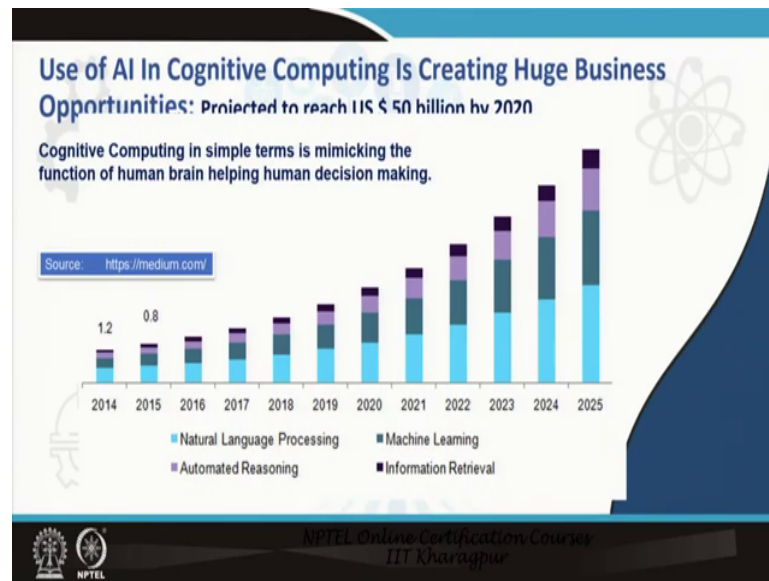 Use of AI In Cognitive Computing Is Creating Huge Business
Opportunities: Projected to reach US $ 50 billion by 2020
Cognitive Computing in simple terms is mimicking the
function of human brain helping human decision making.
Source: https://medium.com/
1.2
0.8
2014 2015 2016 2017 2018 2019 2020 2021 2022 2023 2024 2025
Natural Language Processing Machine Learning
Automated Reasoning Information Retrieval
NPTEL Online Certification Courses
IIT Kharagpur
NPTEL